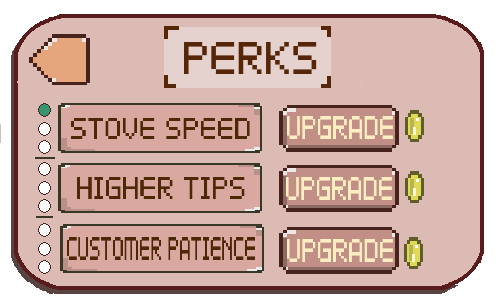 PERKS
STOVE SPEED UPGRADE
HIGHER TIPS UPGRADE
CUSTOMER PATIENCE UPGRADE